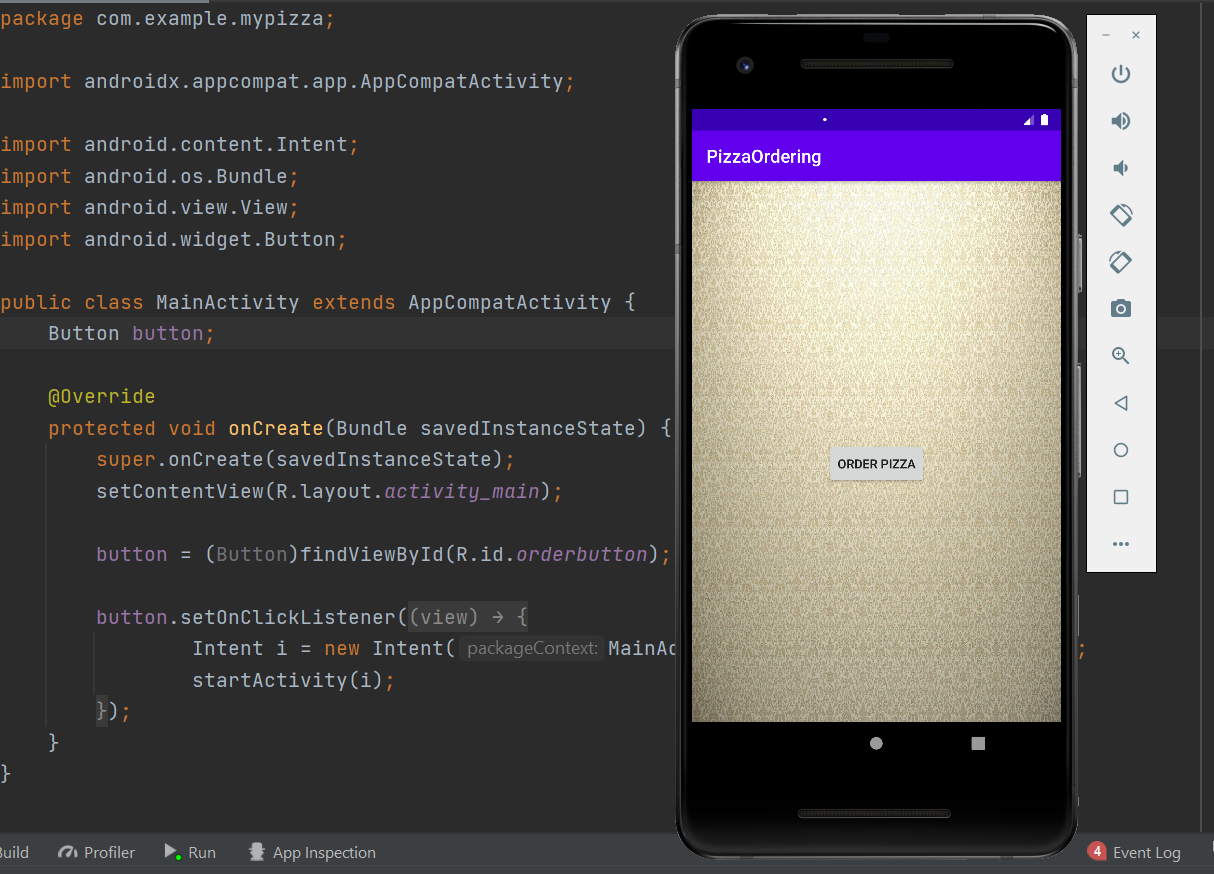 package com.example.mypizza;
import androidx.appcompat.app.AppCompatActivity;
import android.content.Intent;
import android.os.Bundle;
import android.view.View;
import android.widget.Button;
public class MainActivity extends AppCompatActivity {
Button button;
@Override
protected void onCreate(Bundle savedInstanceState) {
super.onCreate(savedInstanceState);
setContentView(R.layout.activity_main);
button = (Button)findViewById(R.id.orderbutton);
button.setOnClickListener((view) → {
Intent i = new Intent( packageContext: MainAc ;
startActivity(i);
});
}
}
PizzaOrdering
ORDER PIZZA
Build Profiler Run App Inspection 4 Event Log